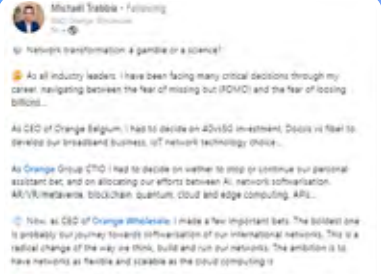 Michael Trabbia • Following
CEO Orange Wholesale
Network transformation: a gamble or a science?
As all industry leaders, I have been facing many critical decisions through my
career, navigating between the fear of missing out (FOMO) and the fear of loosing
billions...
As CEO of Orange Belgium, I had to decide on 4Gvs5G investment, Docsis vs fiber to
develop our broadband business, IoT network technology choice...
As Orange Group CTIO I had to decide on wether to stop or continue our personal
assistant bet, and on allocating our efforts between AI, network softwarisation,
AR/VR/metaverse, blockchain, quantum, cloud and edge computing, APIs...
Now, as CEO of Orange Wholesale, I made a few important bets. The boldest one
is probably our journey towards softwarisation of our international networks. This is a
radical change of the way we think, build and run our networks. The ambition is to
have networks as flexible and scalable as the cloud computing is